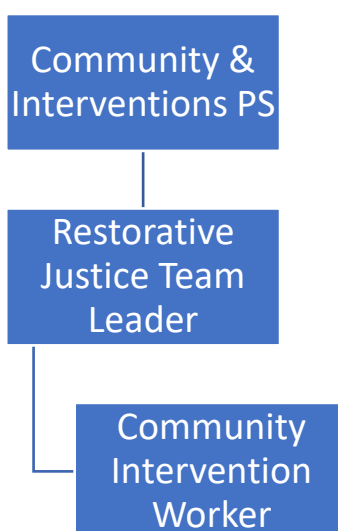 Community &
Interventions PS
Restorative
Justice Team
Leader
Community
Intervention
Worker